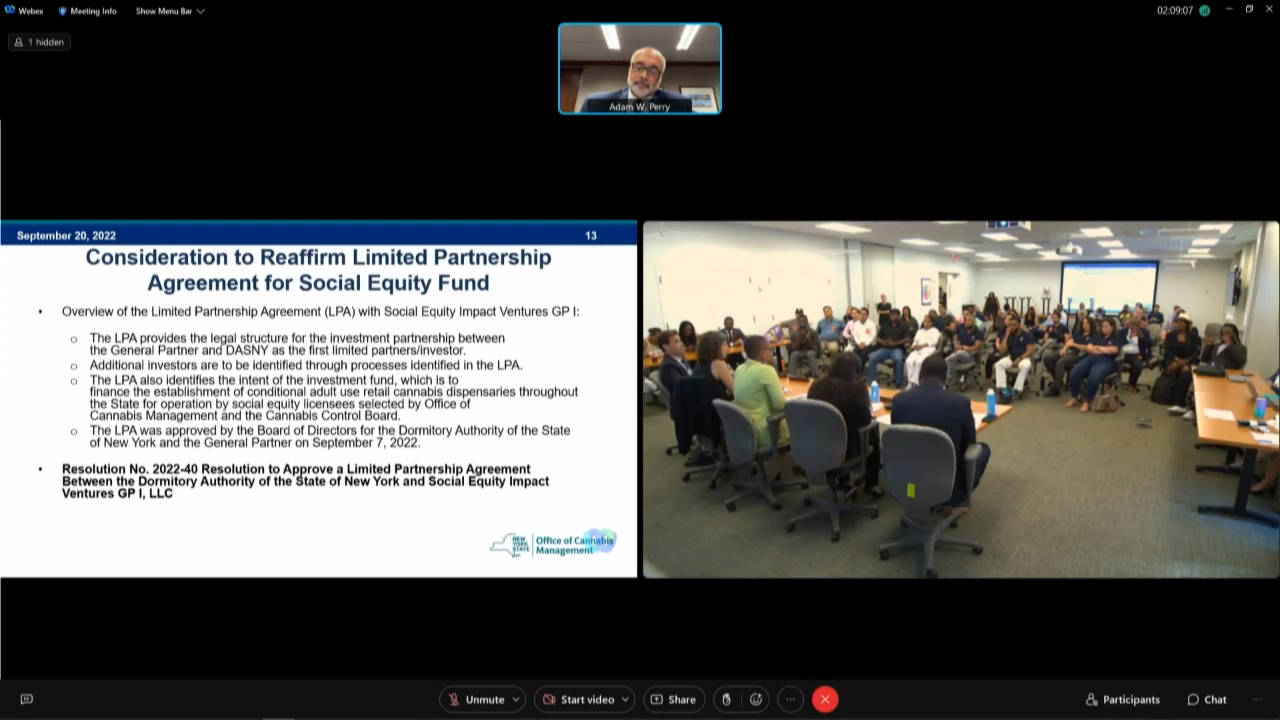 Webex
Meeting Info
Show Menu Bar
02:09:07
1 hidden
Adam W. Perry
September 20, 2022
13
Consideration to Reaffirm Limited Partnership
Agreement for Social Equity Fund
• Overview of the Limited Partnership Agreement (LPA) with Social Equity Impact Ventures GP I:
o The LPA provides the legal structure for the investment partnership between
the General Partner and DASNY as the first limited partners/investor.
o Additional investors are to be identified through processes identified in the LPA.
o The LPA also identifies the intent of the investment fund, which is to
finance the establishment of conditional adult use retail cannabis dispensaries throughout
the State for operation by social equity licensees selected by Office of
Cannabis Management and the Cannabis Control Board.
o The LPA was approved by the Board of Directors for the Dormitory Authority of the State
of New York and the General Partner on September 7, 2022.
• Resolution No. 2022-40 Resolution to Approve a Limited Partnership Agreement
Between the Dormitory Authority of the State of New York and Social Equity Impact
Ventures GP I, LLC
NEW
YORK
STATE
Office of Cannabis
Management
Unmute
Start video
Share
Participants
Chat